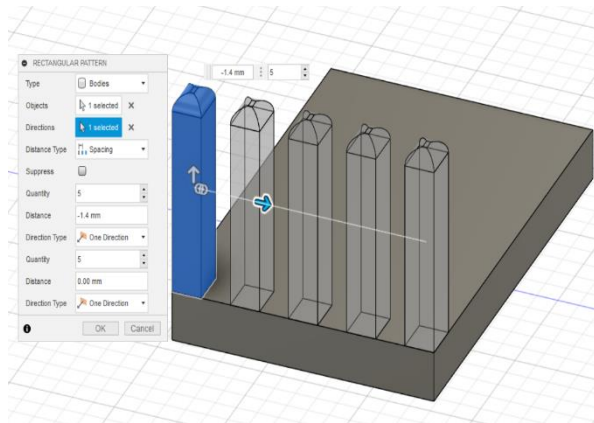 RECTANGULAR PATTERN
-1.4 mm 5
Type Bodies
Objects 1 selected X
Directions 1 selected X
Distance Type Spacing
Suppress
Quantity 5
Distance -1.4 mm
Direction Type One Direction
Quantity 5
Distance 0.00 mm
Direction Type One Direction
OK Cancel